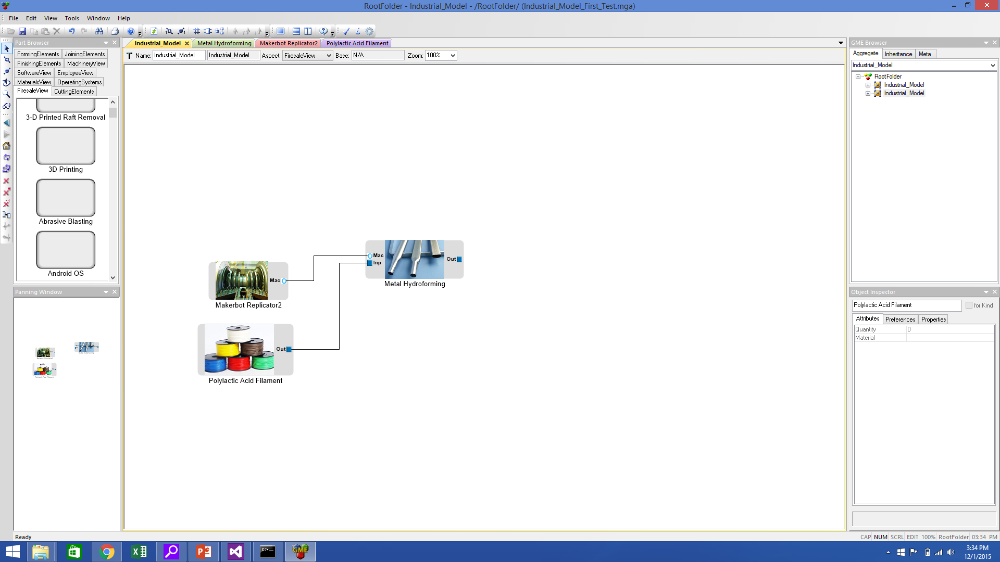 RootFolder - Industrial_Model - /RootFolder/ (Industrial_Model_First_Test.mga)
File Edit View Tools Window Help
Part Browser
FormingElements JoiningElements
FinishingElements MachineryView
SoftwareView EmployeeView
MaterialsView OperatingSystems
FiresaleView CuttingElements
3-D Printed Raft Removal
3D Printing
Abrasive Blasting
Android OS
Panning Window
Industrial_Model Metal Hydroforming Makerbot Replicator2 Polylactic Acid Filament
Name: Industrial_Model Industrial_Model Aspect: FiresaleView Base: N/A Zoom: 100%
Mac
Inp
Out
Metal Hydroforming
Mac
Makerbot Replicator2
Out
Polylactic Acid Filament
GME Browser
Aggregate Inheritance Meta
Industrial_Model
RootFolder
Industrial_Model
Industrial_Model
Object Inspector
Polylactic Acid Filament for Kind
Attributes Preferences Properties
Quantity 0
Material
Ready
CAP NUM SCRL EDIT 100% RootFolder 03:34 PM
GME
3:34 PM
12/1/2015